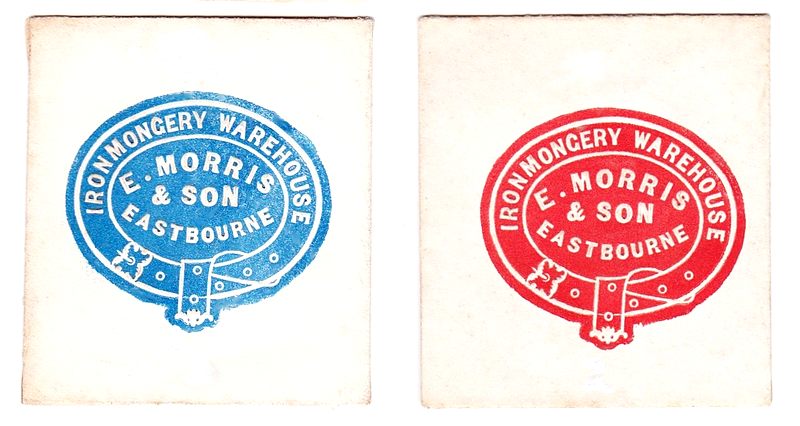 IRONMONGERY WAREHOUSE
E. MORRIS
& SON
EASTBOURNE
IRONMONGERY WAREHOUSE
E. MORRIS
& SON
EASTBOURNE